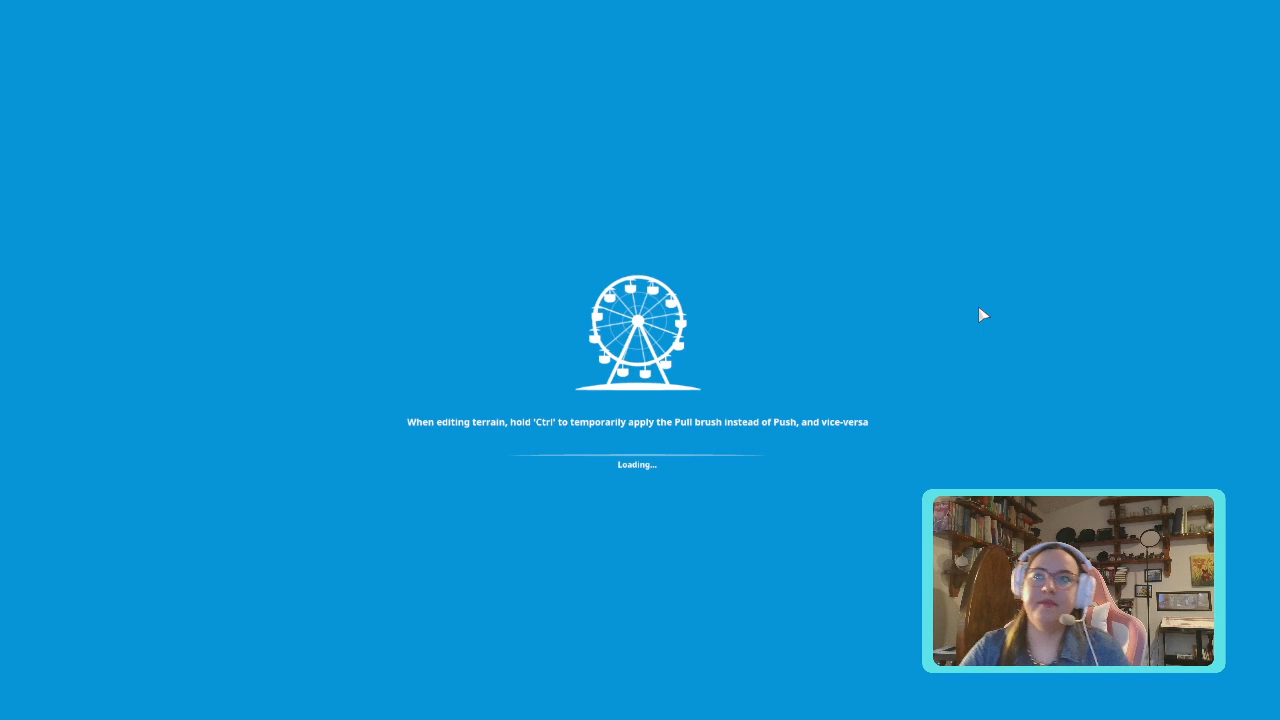 When editing terrain, hold 'Ctrl' to temporarily apply the Pull brush instead of Push, and vice-versa
Loading...